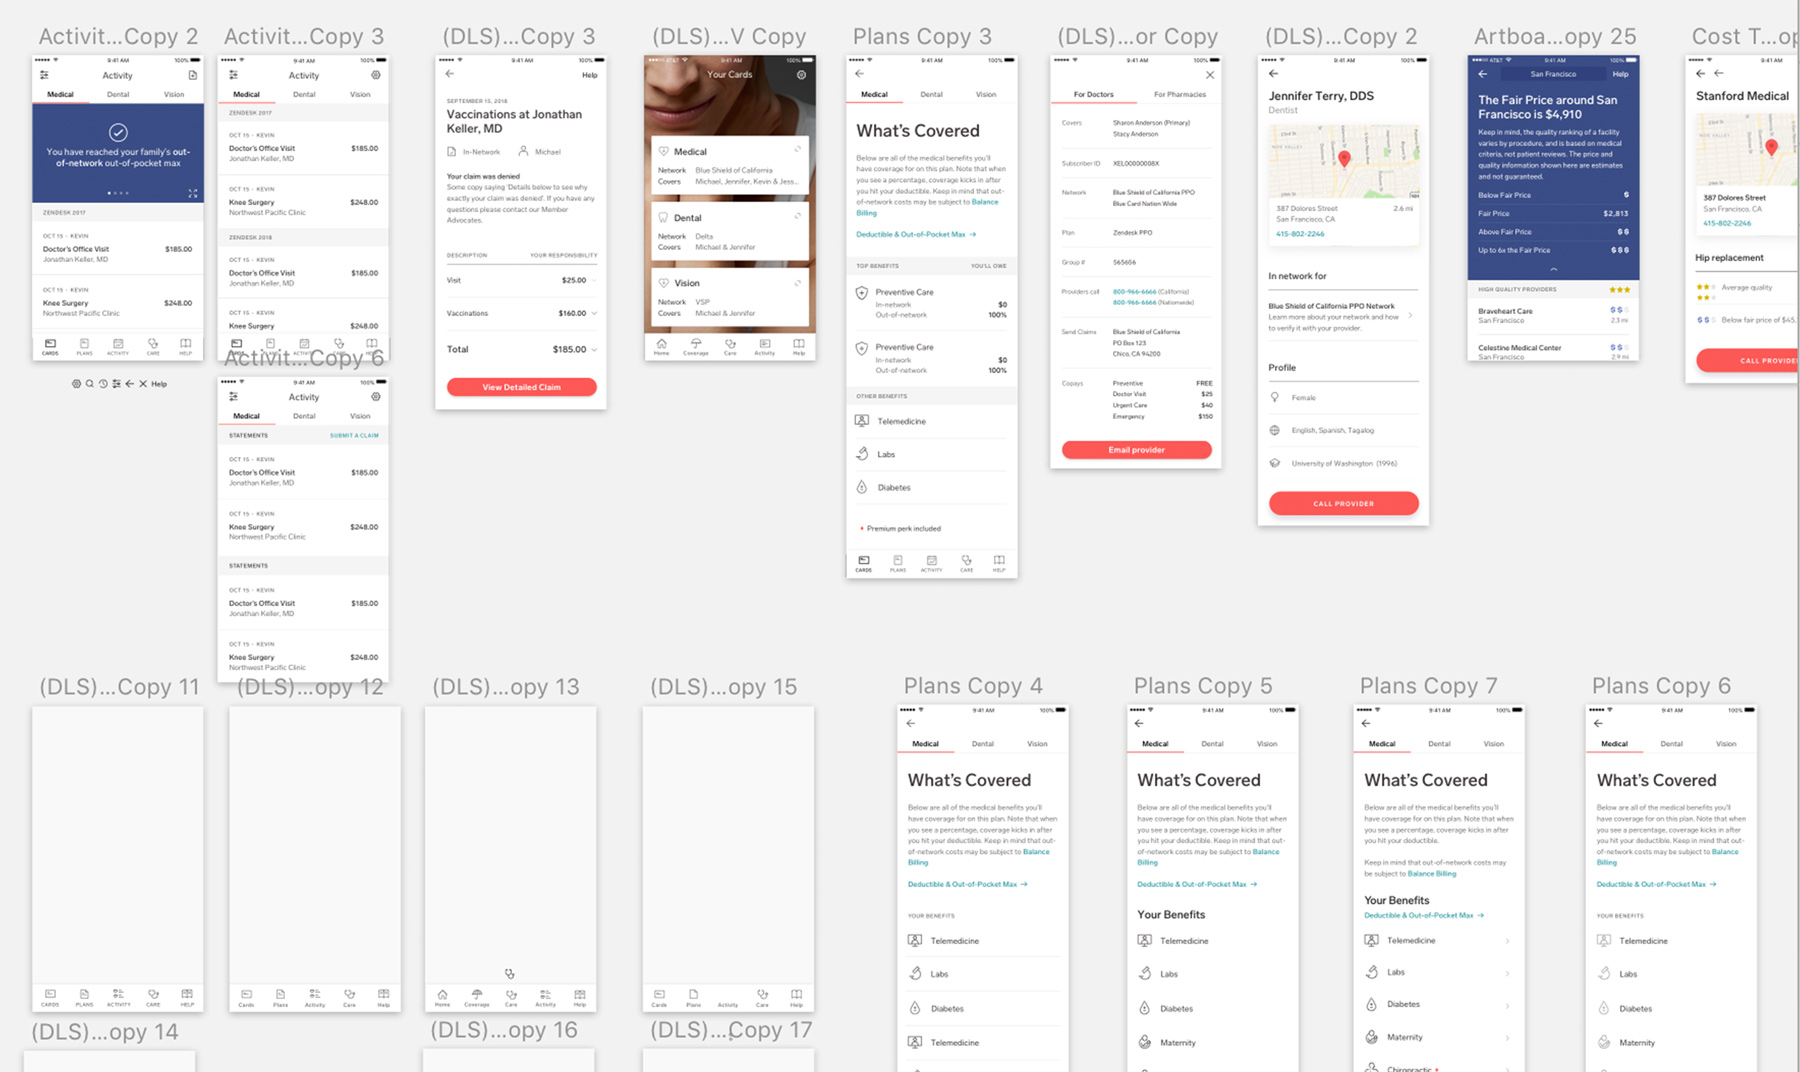 Activit...Copy 2
9:41 AM
100%
Activity
Medical Dental Vision
You have reached your family's out-
of-network out-of-pocket max
ZENDESK 2017
OCT 15 - KEVIN
Doctor's Office Visit $185.00
Jonathan Keller, MD
OCT 15 - KEVIN
Knee Surgery $248.00
Northwest Pacific Clinic
CARDS PLANS ACTIVITY CARE HELP
Help
Activit...Copy 3
9:41 AM
100%
Activity
Medical Dental Vision
ZENDESK 2017
OCT 15 - KEVIN
Doctor's Office Visit $185.00
Jonathan Keller, MD
OCT 15 - KEVIN
Knee Surgery $248.00
Northwest Pacific Clinic
ZENDESK 2018
OCT 15 - KEVIN
Doctor's Office Visit $185.00
Jonathan Keller, MD
OCT 15 - KEVIN
Knee Surgery $248.00
CARDS PLANS ACTIVITY CARE HELP
Activit...Copy 6
9:41 AM
100%
Activity
Medical Dental Vision
STATEMENTS SUBMIT A CLAIM
OCT 15 - KEVIN
Doctor's Office Visit $185.00
Jonathan Keller, MD
OCT 15 - KEVIN
Knee Surgery $248.00
Northwest Pacific Clinic
STATEMENTS
OCT 15 - KEVIN
Doctor's Office Visit $185.00
Jonathan Keller, MD
OCT 15 - KEVIN
Knee Surgery $248.00
Northwest Pacific Clinic
(DLS)...Copy 3
9:41 AM
100%
Help
SEPTEMBER 15, 2018
Vaccinations at Jonathan
Keller, MD
In-Network Michael
Your claim was denied
Some copy saying 'Details below to see why
exactly your claim was denied'. If you have any
questions please contact our Member
Advocates.
DESCRIPTION YOUR RESPONSIBILITY
Visit $25.00
Vaccinations $160.00
Total $185.00
View Detailed Claim
(DLS)...V Copy
AT&T 9:41 AM 100%
Your Cards
Medical
Network Blue Shield of California
Covers Michael, Jennifer, Kevin & Jess...
Dental
Network Delta
Covers Michael & Jennifer
Vision
Network VSP
Covers Michael & Jennifer
Home Coverage Care Activity Help
Plans Copy 3
9:41 AM
100%
Medical Dental Vision
What's Covered
Below are all of the medical benefits you'll
have coverage for on this plan. Note that when
you see a percentage, coverage kicks in after
you hit your deductible. Keep in mind that out-
of-network costs may be subject to Balance
Billing
Deductible & Out-of-Pocket Max →
TOP BENEFITS YOU'LL OWE
Preventive Care
In-network $0
Out-of-network 100%
Preventive Care
In-network $0
Out-of-network 100%
OTHER BENEFITS
Telemedicine
Labs
Diabetes
Premium perk included
CARDS PLANS ACTIVITY CARE HELP
(DLS)...or Copy
9:41 AM
100%
For Doctors For Pharmacies
Covers Sharon Anderson (Primary)
Stacy Anderson
Subscriber ID XEL00000008X
Network Blue Shield of California PPO
Blue Card Nation Wide
Plan Zendesk PPO
Group # 565656
Providers call 800-966-6666 (California)
800-966-6666 (Nationwide)
Send Claims Blue Shield of California
PO Box 123
Chico, CA 94200
Copays Preventive FREE
Doctor Visit $25
Urgent Care $40
Emergency $150
Email provider
(DLS)...Copy 2
9:41 AM
100%
Jennifer Terry, DDS
Dentist
387 Dolores Street 2.6 mi
San Francisco, CA
415-802-2246
In network for
Blue Shield of California PPO Network
Learn more about your network and how
to verify it with your provider.
Profile
Female
English, Spanish, Tagalog
University of Washington (1996)
CALL PROVIDER
Artboa...opy 25
AT&T 9:41 AM 100%
San Francisco Help
The Fair Price around San
Francisco is $4,910
Keep in mind, the quality ranking of a facility
varies by procedure, and is based on medical
criteria, not patient reviews. The price and
quality information shown here are estimates
and not guaranteed.
Below Fair Price $
Fair Price $2,813
Above Fair Price $$
Up to 6x the Fair Price $$$
HIGH QUALITY PROVIDERS
Braveheart Care $$$
San Francisco 2.3 mi
Celestine Medical Center $$$
San Francisco 2.9 mi
Cost T...op
9:41 AM
Stanford Medical
387 Dolores Street
San Francisco, CA
415-802-2246
Hip replacement
Average quality
$$$ Below fair price of $45.
CALL PROVIDE
(DLS)...Copy 11
CARDS PLANS ACTIVITY CARE HELP
(DLS)...opy 12
Cards Plans Activity Care Help
(DLS)...opy 13
Home Coverage Care Activity Help
(DLS)...opy 15
Cards Plans Activity Care Help
Plans Copy 4
9:41 AM
100%
Medical Dental Vision
What's Covered
Below are all of the medical benefits you'll
have coverage for on this plan. Note that when
you see a percentage, coverage kicks in after
you hit your deductible. Keep in mind that out-
of-network costs may be subject to Balance
Billing
Deductible & Out-of-Pocket Max →
YOUR BENEFITS
Telemedicine
Labs
Diabetes
Telemedicine
Plans Copy 5
9:41 AM
100%
Medical Dental Vision
What's Covered
Below are all of the medical benefits you'll
have coverage for on this plan. Note that when
you see a percentage, coverage kicks in after
you hit your deductible. Keep in mind that out-
of-network costs may be subject to Balance
Billing
Deductible & Out-of-Pocket Max →
Your Benefits
Telemedicine
Labs
Diabetes
Maternity
Plans Copy 7
9:41 AM
100%
Medical Dental Vision
What's Covered
Below are all of the medical benefits you'll
have coverage for on this plan. Note that when
you see a percentage, coverage kicks in after
you hit your deductible.
Keep in mind that out-of-network costs may
be subject to Balance Billing
Your Benefits
Deductible & Out-of-Pocket Max →
Telemedicine
Labs
Diabetes
Maternity
Chiropractic
Plans Copy 6
9:41 AM
100%
Medical Dental Vision
What's Covered
Below are all of the medical benefits you'll
have coverage for on this plan. Note that when
you see a percentage, coverage kicks in after
you hit your deductible. Keep in mind that out-
of-network costs may be subject to Balance
Billing
Deductible & Out-of-Pocket Max →
YOUR BENEFITS
Telemedicine
Labs
Diabetes
Maternity
(DLS)...opy 14
(DLS)...opy 16
(DLS)...Copy 17